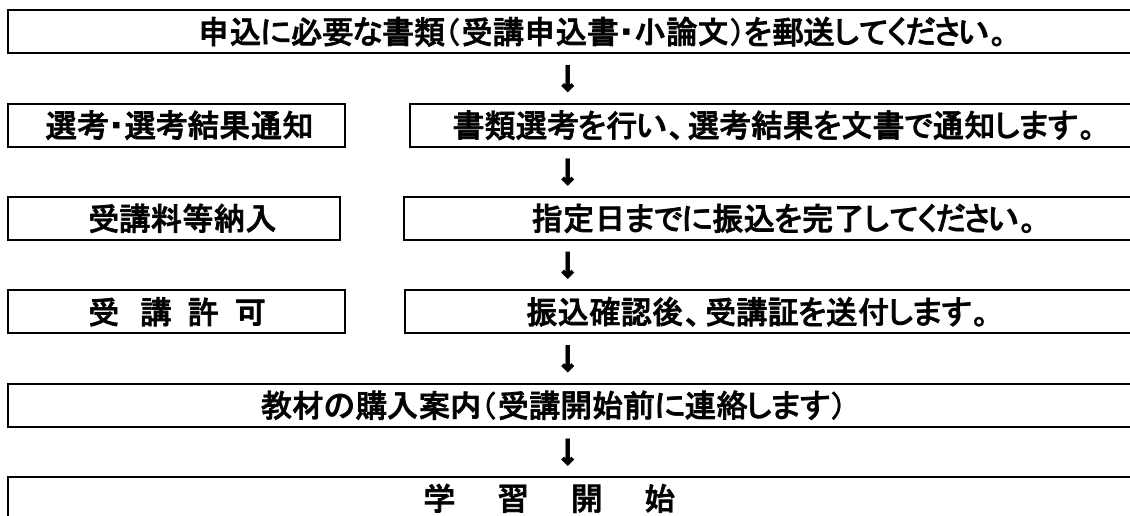 申込に必要な書類（受講申込書・小論文）を郵送してください。
↓
選考・選考結果通知 書類選考を行い、選考結果を文書で通知します。
↓
受講料等納入 指定日までに振込を完了してください。
↓
受 講 許 可 振込確認後、受講証を送付します。
↓
教材の購入案内（受講開始前に連絡します）
↓
学 習 開 始